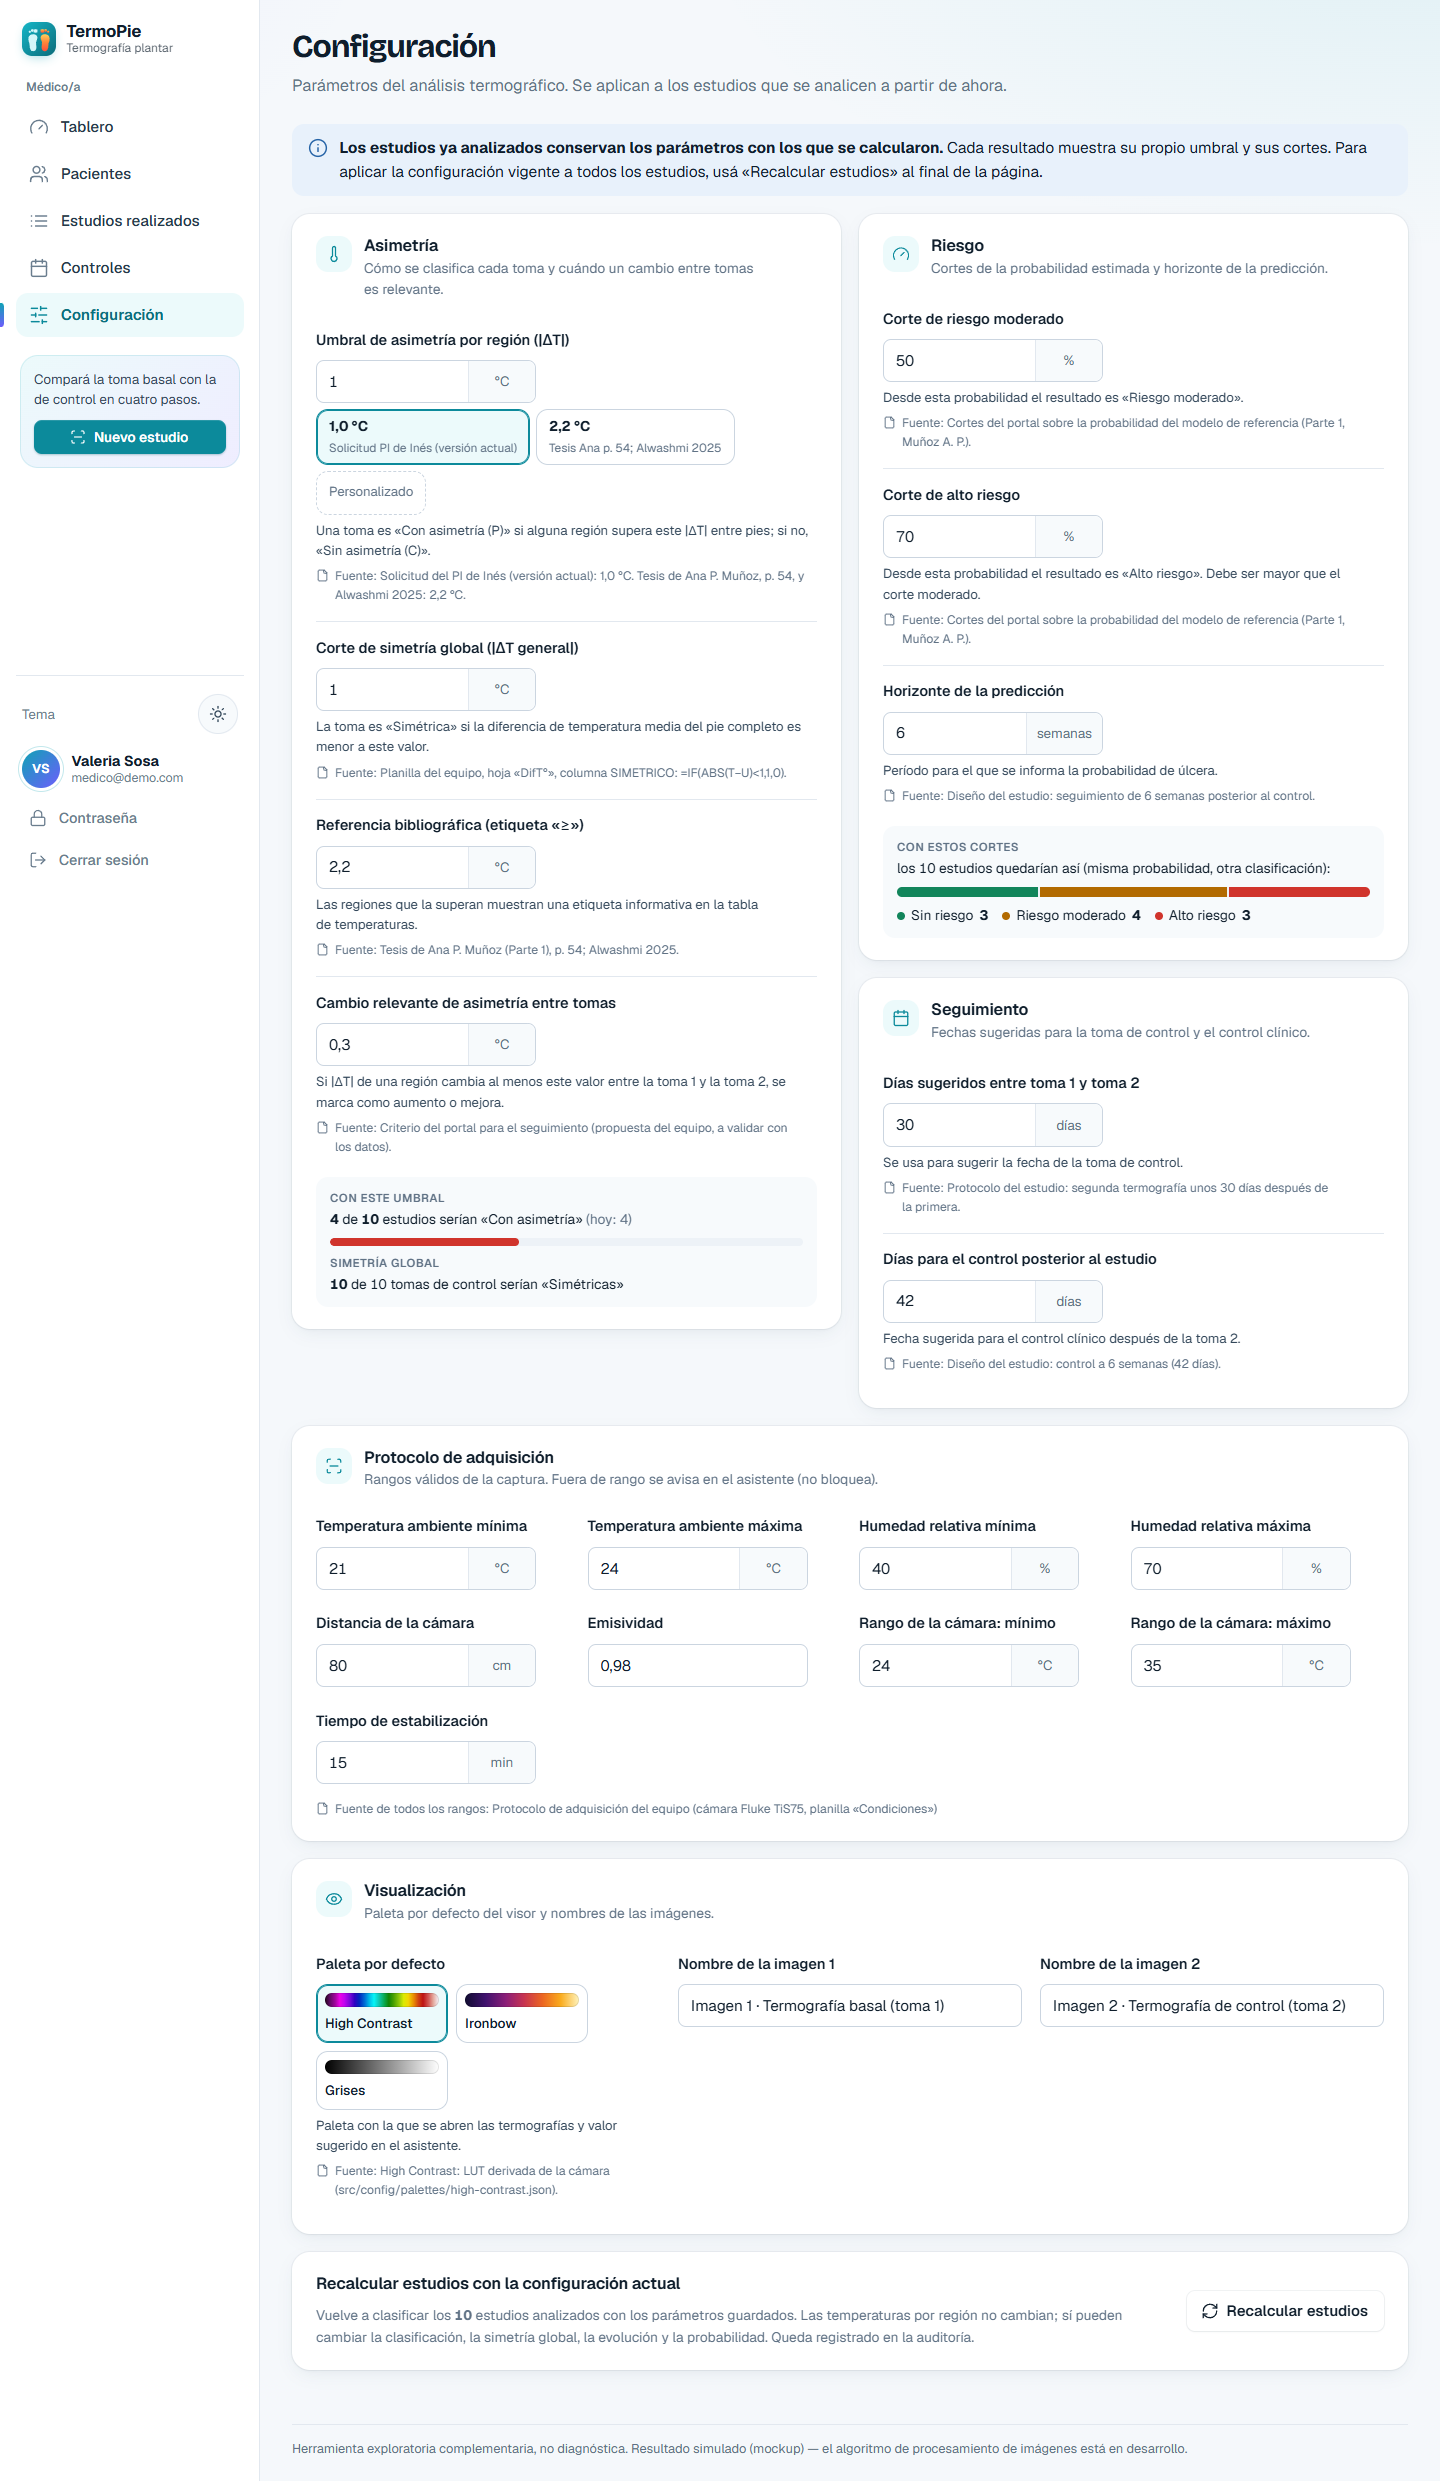 TermoPie
Termografía plantar
Médico/a
Tablero
Pacientes
Estudios realizados
Controles
Configuración
Compará la toma basal con la
de control en cuatro pasos.
Nuevo estudio
Tema
VS
Valeria Sosa
medico@demo.com
Contraseña
Cerrar sesión
Configuración
Parámetros del análisis termográfico. Se aplican a los estudios que se analicen a partir de ahora.
Los estudios ya analizados conservan los parámetros con los que se calcularon. Cada resultado muestra su propio umbral y sus cortes. Para
aplicar la configuración vigente a todos los estudios, usá «Recalcular estudios» al final de la página.
Asimetría
Cómo se clasifica cada toma y cuándo un cambio entre tomas
es relevante.
Umbral de asimetría por región (|ΔT|)
1 °C
1,0 °C
Solicitud PI de Inés (versión actual)
2,2 °C
Tesis Ana p. 54; Alwashmi 2025
Personalizado
Una toma es «Con asimetría (P)» si alguna región supera este |ΔT| entre pies; si no,
«Sin asimetría (C)».
Fuente: Solicitud del PI de Inés (versión actual): 1,0 °C. Tesis de Ana P. Muñoz, p. 54, y
Alwashmi 2025: 2,2 °C.
Corte de simetría global (|ΔT general|)
1 °C
La toma es «Simétrica» si la diferencia de temperatura media del pie completo es
menor a este valor.
Fuente: Planilla del equipo, hoja «DifT°», columna SIMETRICO: =IF(ABS(T−U)<1,1,0).
Referencia bibliográfica (etiqueta «≥»)
2,2 °C
Las regiones que la superan muestran una etiqueta informativa en la tabla
de temperaturas.
Fuente: Tesis de Ana P. Muñoz (Parte 1), p. 54; Alwashmi 2025.
Cambio relevante de asimetría entre tomas
0,3 °C
Si |ΔT| de una región cambia al menos este valor entre la toma 1 y la toma 2, se
marca como aumento o mejora.
Fuente: Criterio del portal para el seguimiento (propuesta del equipo, a validar con
los datos).
CON ESTE UMBRAL
4 de 10 estudios serían «Con asimetría» (hoy: 4)
SIMETRÍA GLOBAL
10 de 10 tomas de control serían «Simétricas»
Riesgo
Cortes de la probabilidad estimada y horizonte de la predicción.
Corte de riesgo moderado
50 %
Desde esta probabilidad el resultado es «Riesgo moderado».
Fuente: Cortes del portal sobre la probabilidad del modelo de referencia (Parte 1,
Muñoz A. P.).
Corte de alto riesgo
70 %
Desde esta probabilidad el resultado es «Alto riesgo». Debe ser mayor que el
corte moderado.
Fuente: Cortes del portal sobre la probabilidad del modelo de referencia (Parte 1,
Muñoz A. P.).
Horizonte de la predicción
6 semanas
Período para el que se informa la probabilidad de úlcera.
Fuente: Diseño del estudio: seguimiento de 6 semanas posterior al control.
CON ESTOS CORTES
los 10 estudios quedarían así (misma probabilidad, otra clasificación):
Sin riesgo 3 Riesgo moderado 4 Alto riesgo 3
Seguimiento
Fechas sugeridas para la toma de control y el control clínico.
Días sugeridos entre toma 1 y toma 2
30 días
Se usa para sugerir la fecha de la toma de control.
Fuente: Protocolo del estudio: segunda termografía unos 30 días después de
la primera.
Días para el control posterior al estudio
42 días
Fecha sugerida para el control clínico después de la toma 2.
Fuente: Diseño del estudio: control a 6 semanas (42 días).
Protocolo de adquisición
Rangos válidos de la captura. Fuera de rango se avisa en el asistente (no bloquea).
Temperatura ambiente mínima Temperatura ambiente máxima Humedad relativa mínima Humedad relativa máxima
21 °C 24 °C 40 % 70 %
Distancia de la cámara Emisividad Rango de la cámara: mínimo Rango de la cámara: máximo
80 cm 0,98 24 °C 35 °C
Tiempo de estabilización
15 min
Fuente de todos los rangos: Protocolo de adquisición del equipo (cámara Fluke TiS75, planilla «Condiciones»)
Visualización
Paleta por defecto del visor y nombres de las imágenes.
Paleta por defecto Nombre de la imagen 1 Nombre de la imagen 2
Imagen 1 · Termografía basal (toma 1) Imagen 2 · Termografía de control (toma 2)
High Contrast Ironbow
Grises
Paleta con la que se abren las termografías y valor
sugerido en el asistente.
Fuente: High Contrast: LUT derivada de la cámara
(src/config/palettes/high-contrast.json).
Recalcular estudios con la configuración actual
Vuelve a clasificar los 10 estudios analizados con los parámetros guardados. Las temperaturas por región no cambian; sí pueden
cambiar la clasificación, la simetría global, la evolución y la probabilidad. Queda registrado en la auditoría.
Recalcular estudios
Herramienta exploratoria complementaria, no diagnóstica. Resultado simulado (mockup) — el algoritmo de procesamiento de imágenes está en desarrollo.